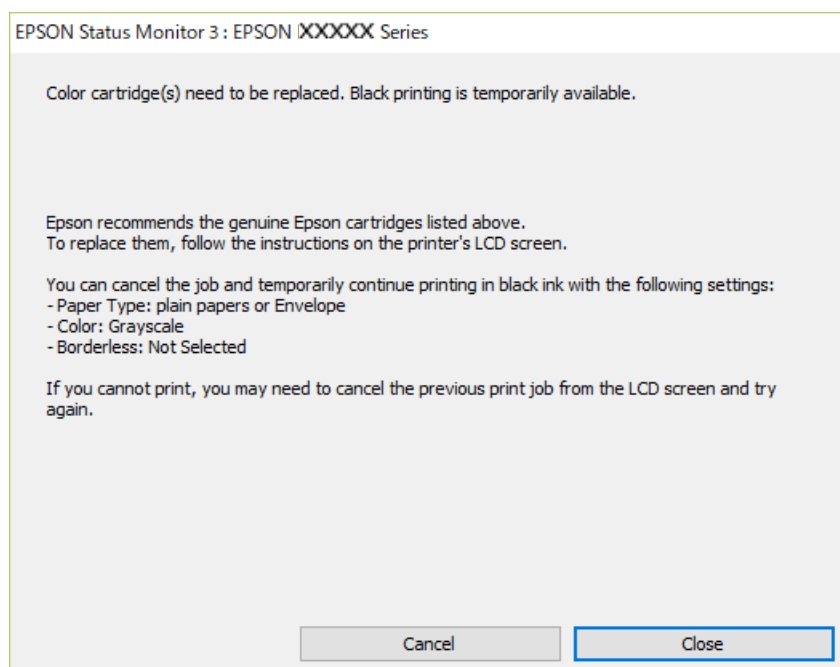 EPSON Status Monitor 3 : EPSON XXXXX Series
Color cartridge(s) need to be replaced. Black printing is temporarily available.
Epson recommends the genuine Epson cartridges listed above.
To replace them, follow the instructions on the printer's LCD screen.
You can cancel the job and temporarily continue printing in black ink with the following settings:
- Paper Type: plain papers or Envelope
- Color: Grayscale
- Borderless: Not Selected
If you cannot print, you may need to cancel the previous print job from the LCD screen and try
again.
Cancel
Close